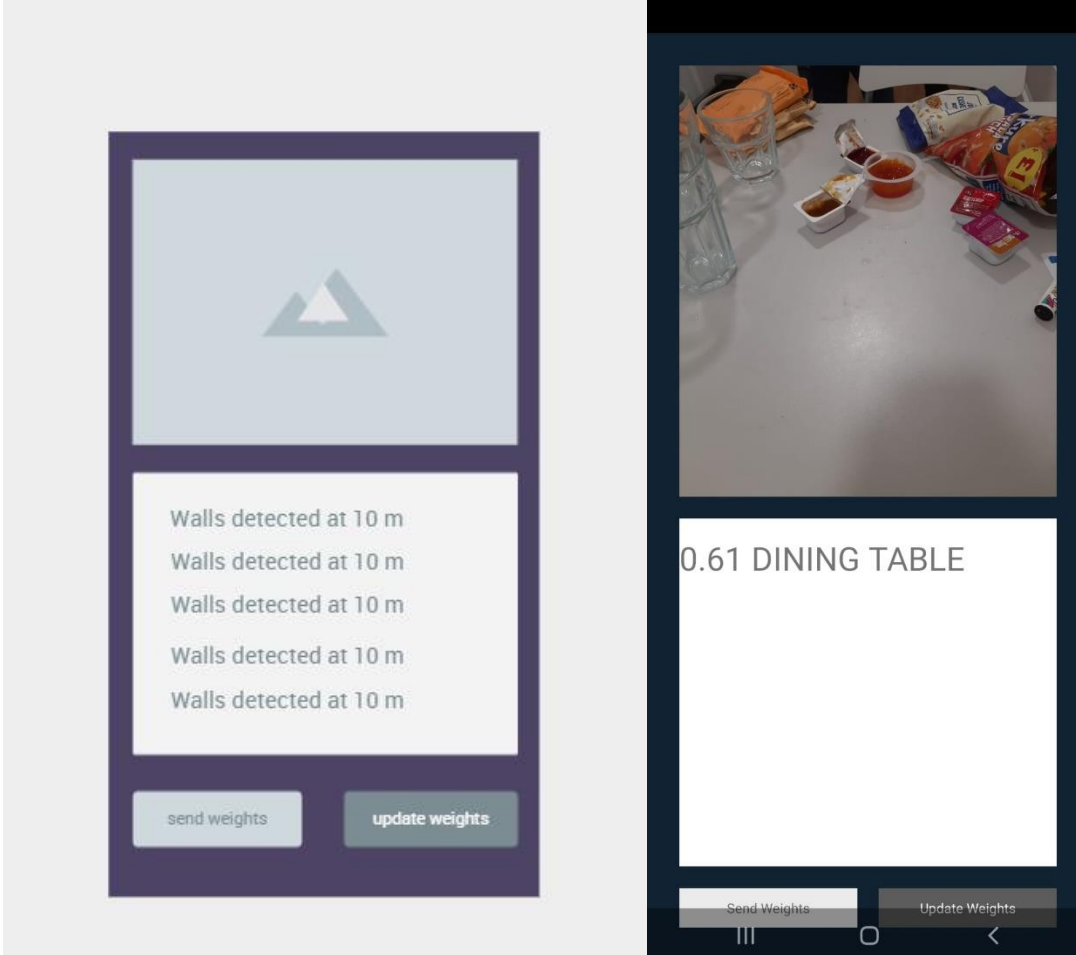 Walls detected at 10 m
Walls detected at 10 m
Walls detected at 10 m
Walls detected at 10 m
Walls detected at 10 m
send weights
update weights
0.61 DINING TABLE
Send Weights
Update Weights